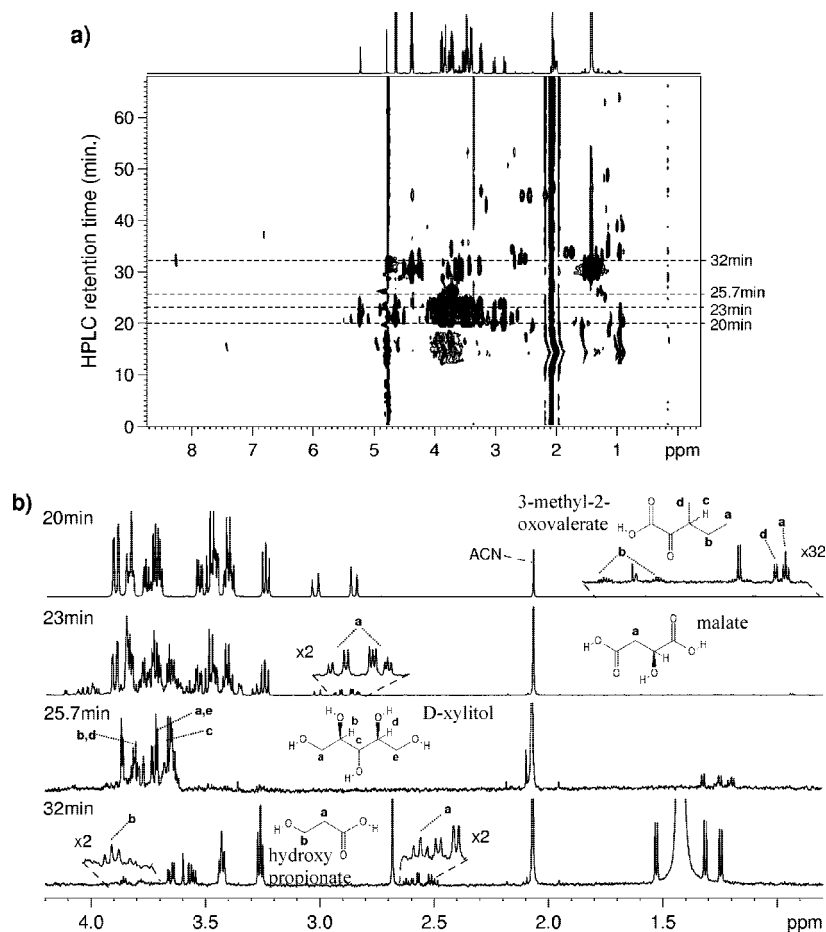 a)
HPLC retention time (min.)
60
50
40
30
20
10
0
32min
25.7min
23min
20min
8 7 6 5 4 3 2 1 ppm
b)
20min
3-methyl-2-
oxovalerate
d c H a
O H O O b
ACN
b d a x32
23min
x2 a
malate
a O H O O H O H O H
25.7min
b,d a,e c
D-xylitol
H O b H d O H
H O a c e O H
H O
32min
x2 b
H O a b O O H
hydroxy
propionate
a x2
4.0 3.5 3.0 2.5 2.0 1.5 ppm